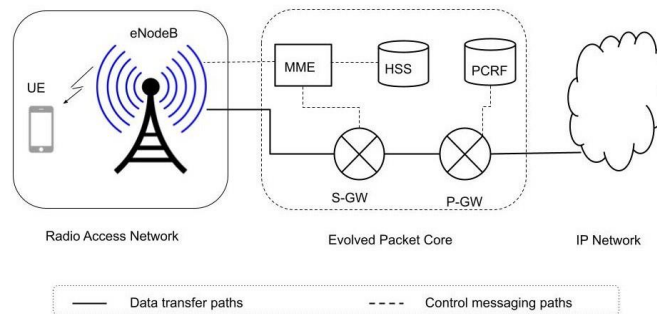 eNodeB
UE
MME
HSS
PCRF
S-GW
P-GW
Radio Access Network
Evolved Packet Core
IP Network
Data transfer paths
Control messaging paths